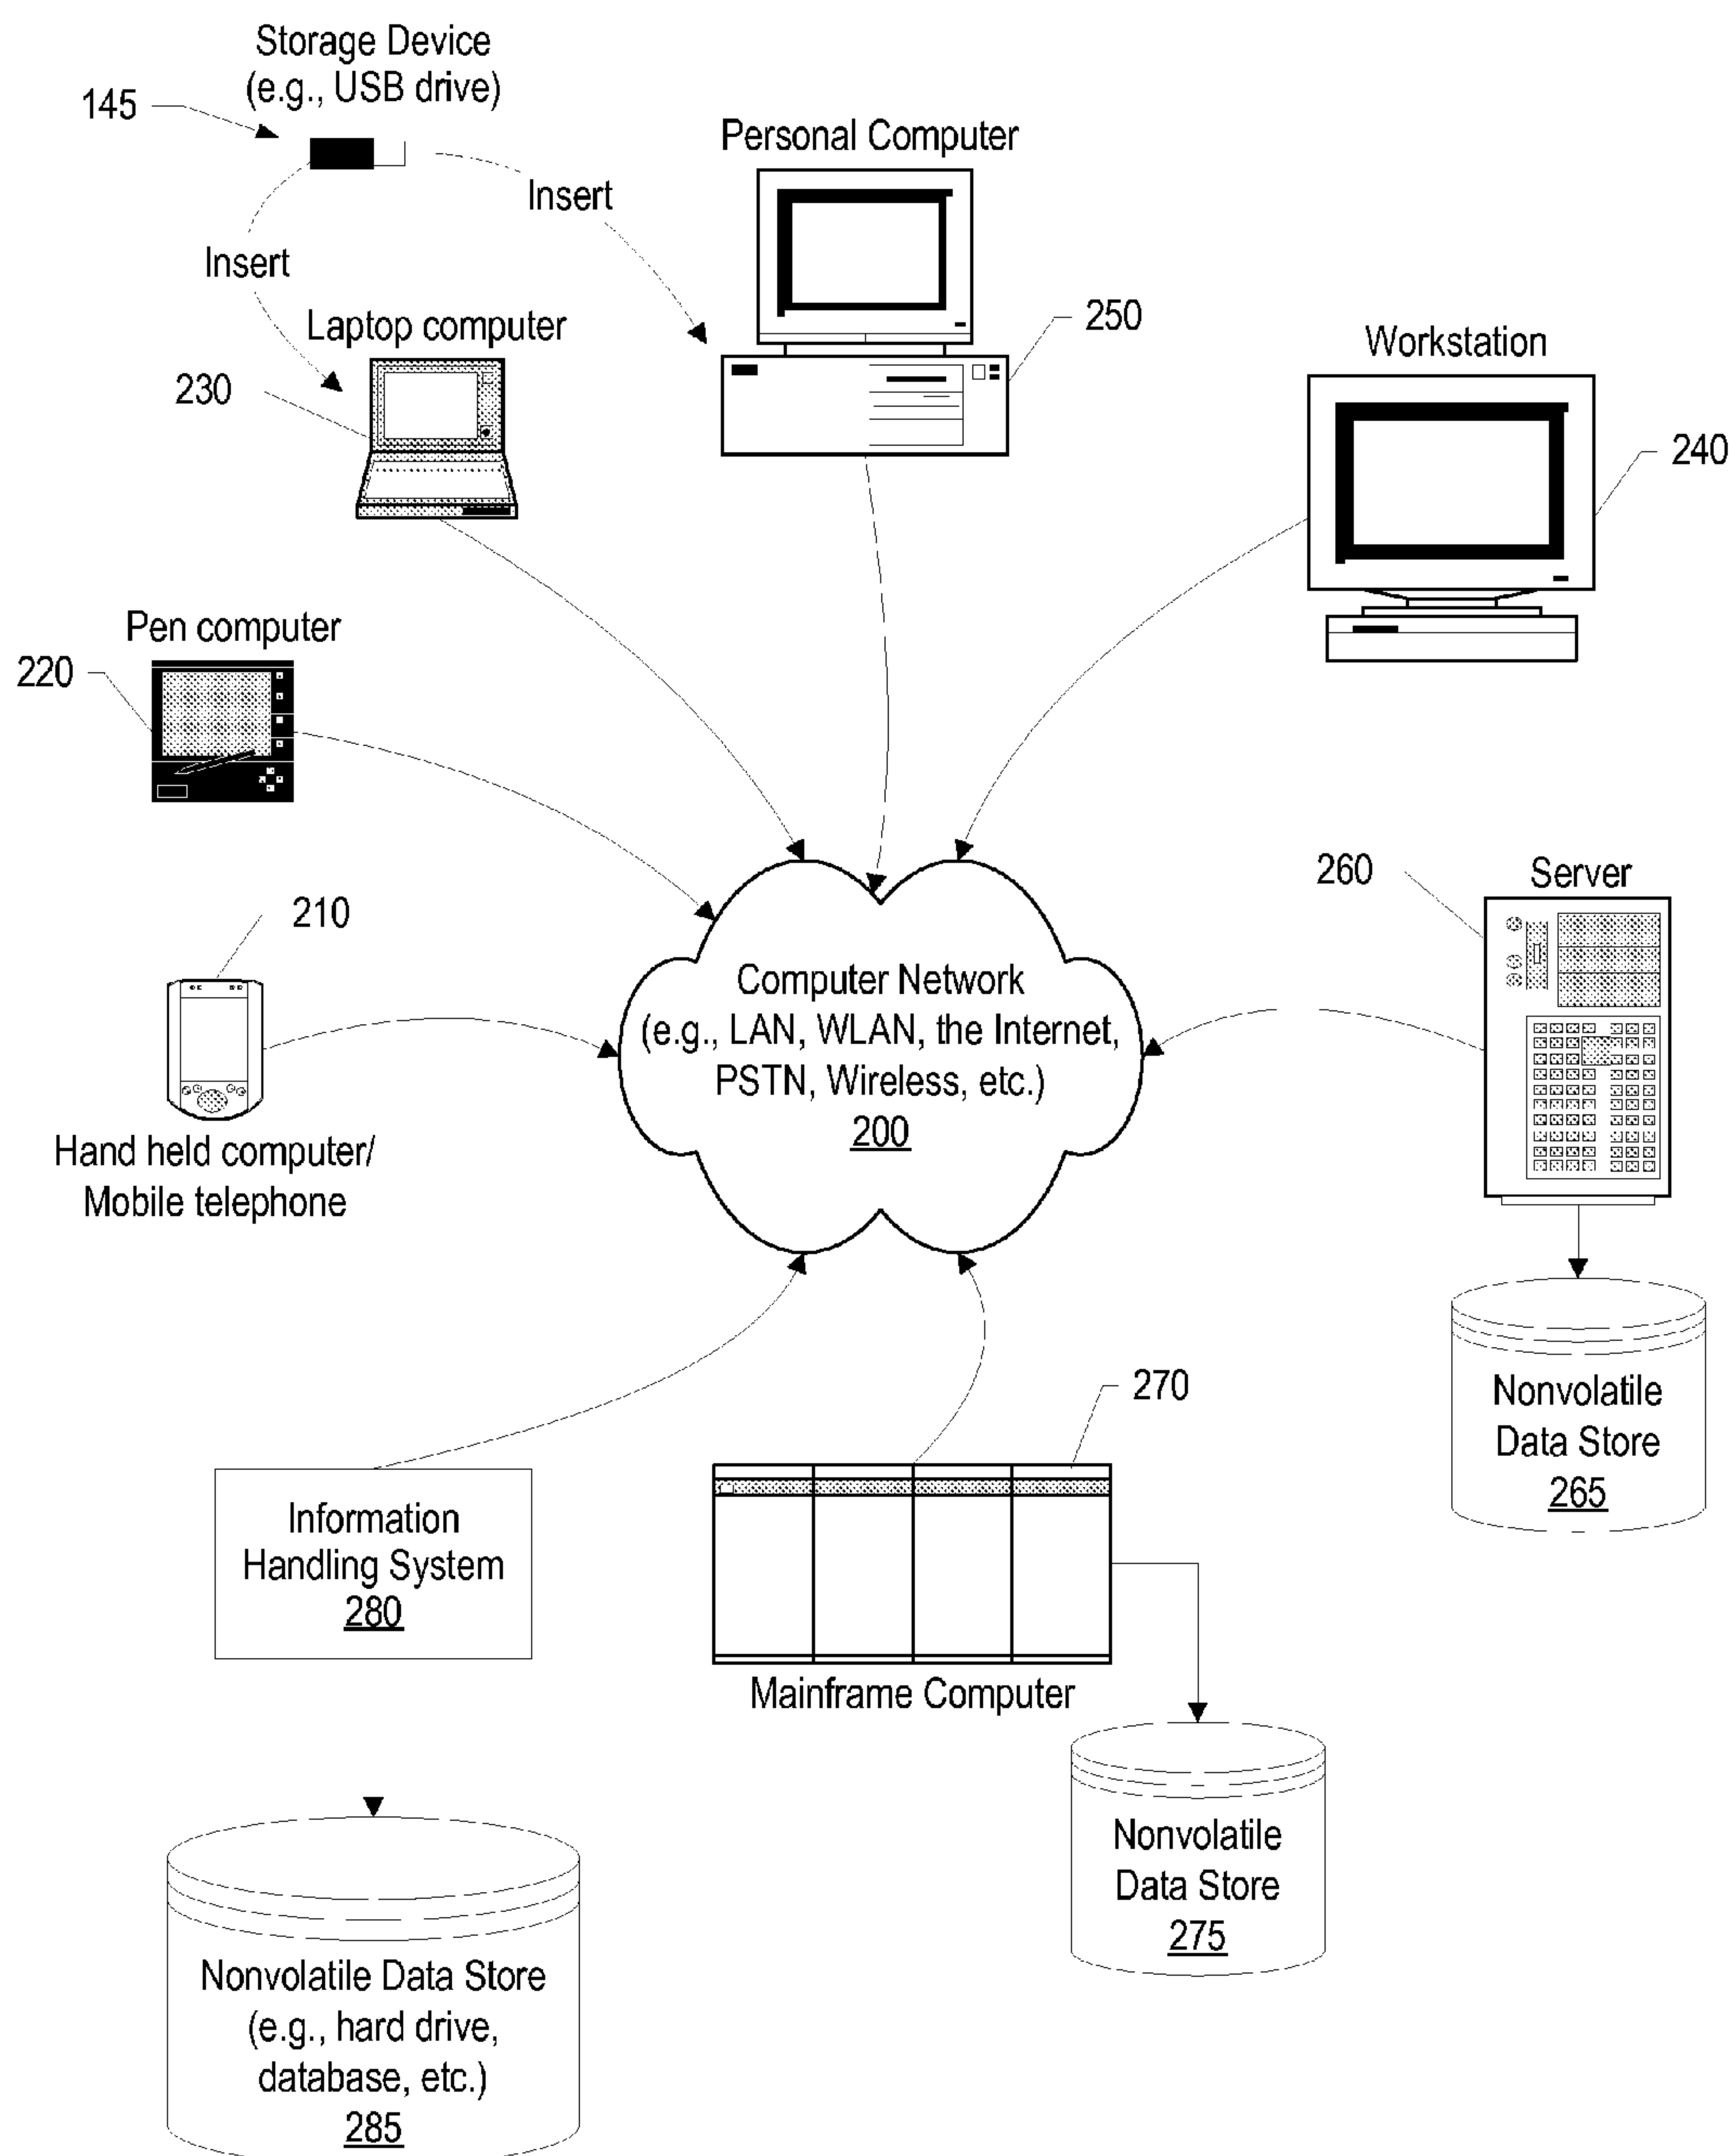 Storage Device
(e.g., USB drive)
145
Personal Computer
Insert
Insert
Laptop computer
250
Workstation
230
240
Pen computer
220
260
Server
210
Computer Network
(e.g., LAN, WLAN, the Internet,
PSTN, Wireless, etc.)
200
Hand held computer/
Mobile telephone
270
Nonvolatile
Data Store
265
Information
Handling System
280
Mainframe Computer
Nonvolatile
Data Store
275
Nonvolatile Data Store
(e.g., hard drive,
database, etc.)
285